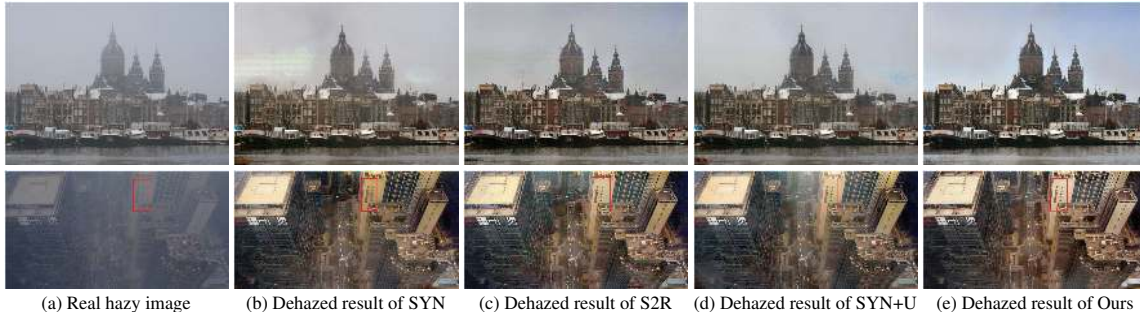 (a) Real hazy image
(b) Dehazed result of SYN
(c) Dehazed result of S2R
(d) Dehazed result of SYN+U
(e) Dehazed result of Ours